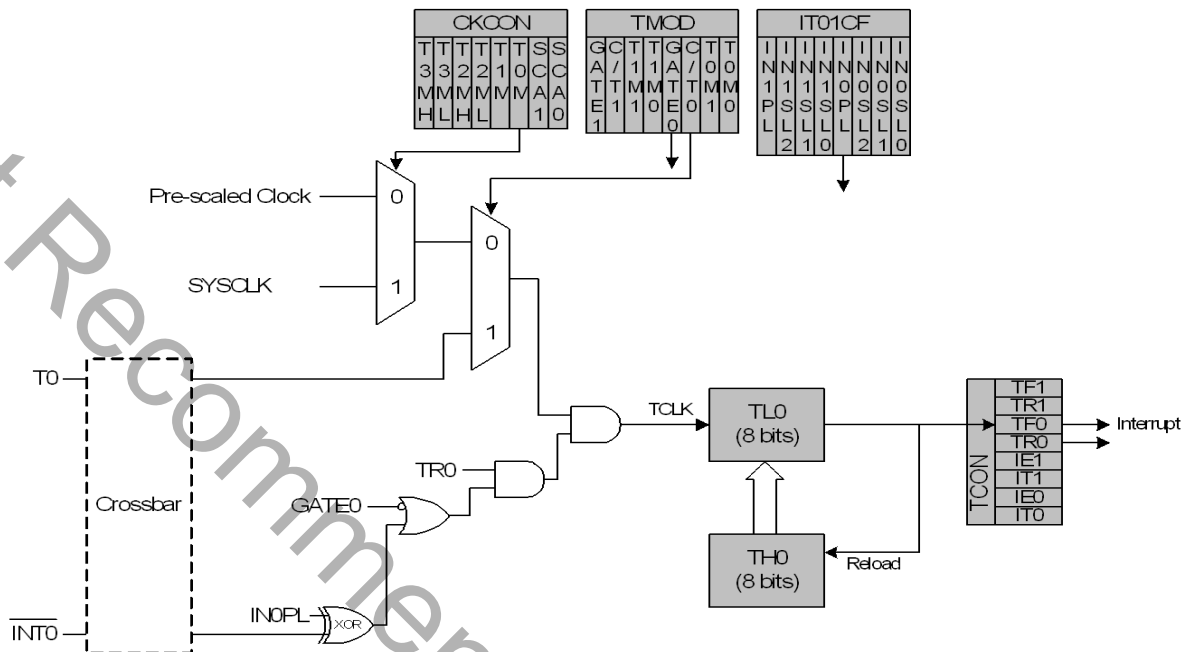 CKCON
T3MH T3ML T2MH T2ML T1M T0M SCA1 SCA0
TMOD
GATE1 C/T1 T1M1 T1M0 GATE0 C/T0 T0M1 T0M0
IT01CF
IN1PL IN1SL2 IN1SL1 IN1SL0 IN0PL IN0SL2 IN0SL1 IN0SL0
Pre-scaled Clock
0
SYSCLK
1
0
1
T0
Crossbar
INT0
GATE0
TR0
IN0PL
XOR
TCLK
TL0
(8 bits)
TH0
(8 bits)
Reload
TCON
TF1
TR1
TF0
TR0
IE1
IT1
IE0
IT0
Interrupt
Recommen